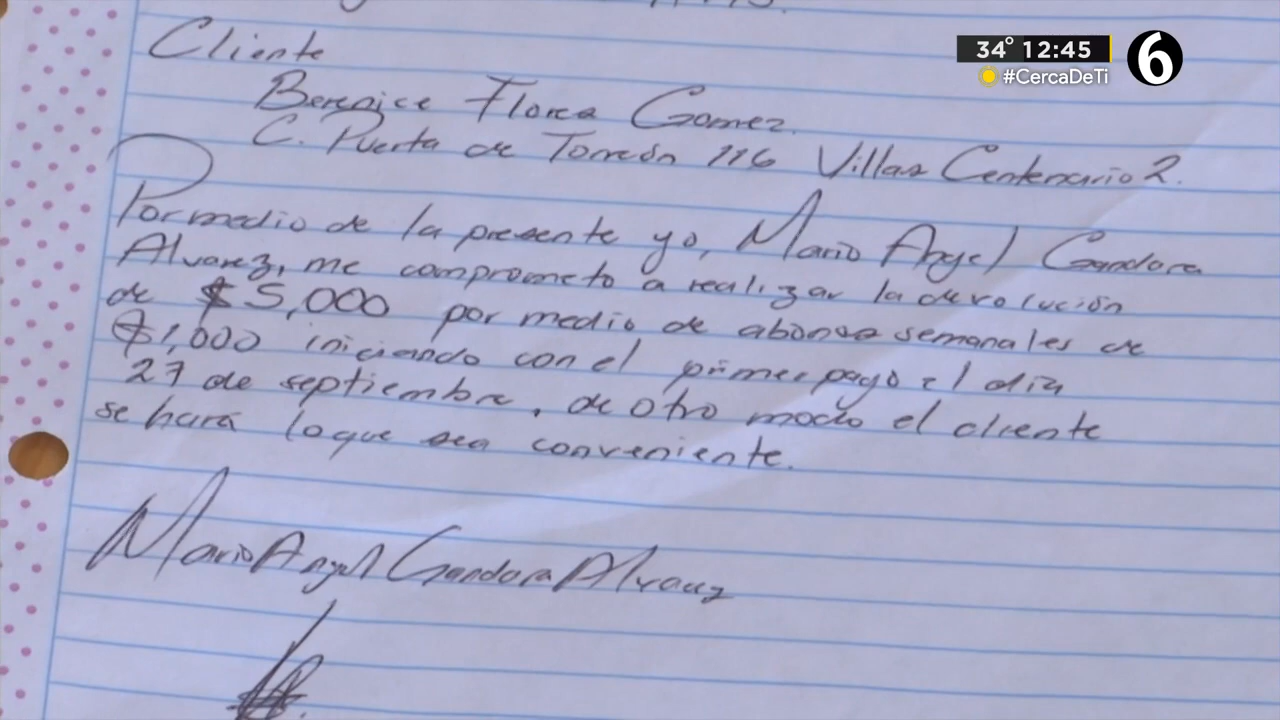 34° 12:45
#CercaDeTi
6
Cliente
Berenice Flores Gomez.
C. Puerta de Torreón 116 Villas Centenario 2.
Por medio de la presente yo, Mario Angel Gandara
Alvarez, me comprometo a realizar la devolución
de $5,000 por medio de abonos semanales de
$1,000 iniciando con el primer pago el día
27 de septiembre, de otro modo el cliente
se hará lo que sea conveniente.
Mario Angel Gandara Alvarez